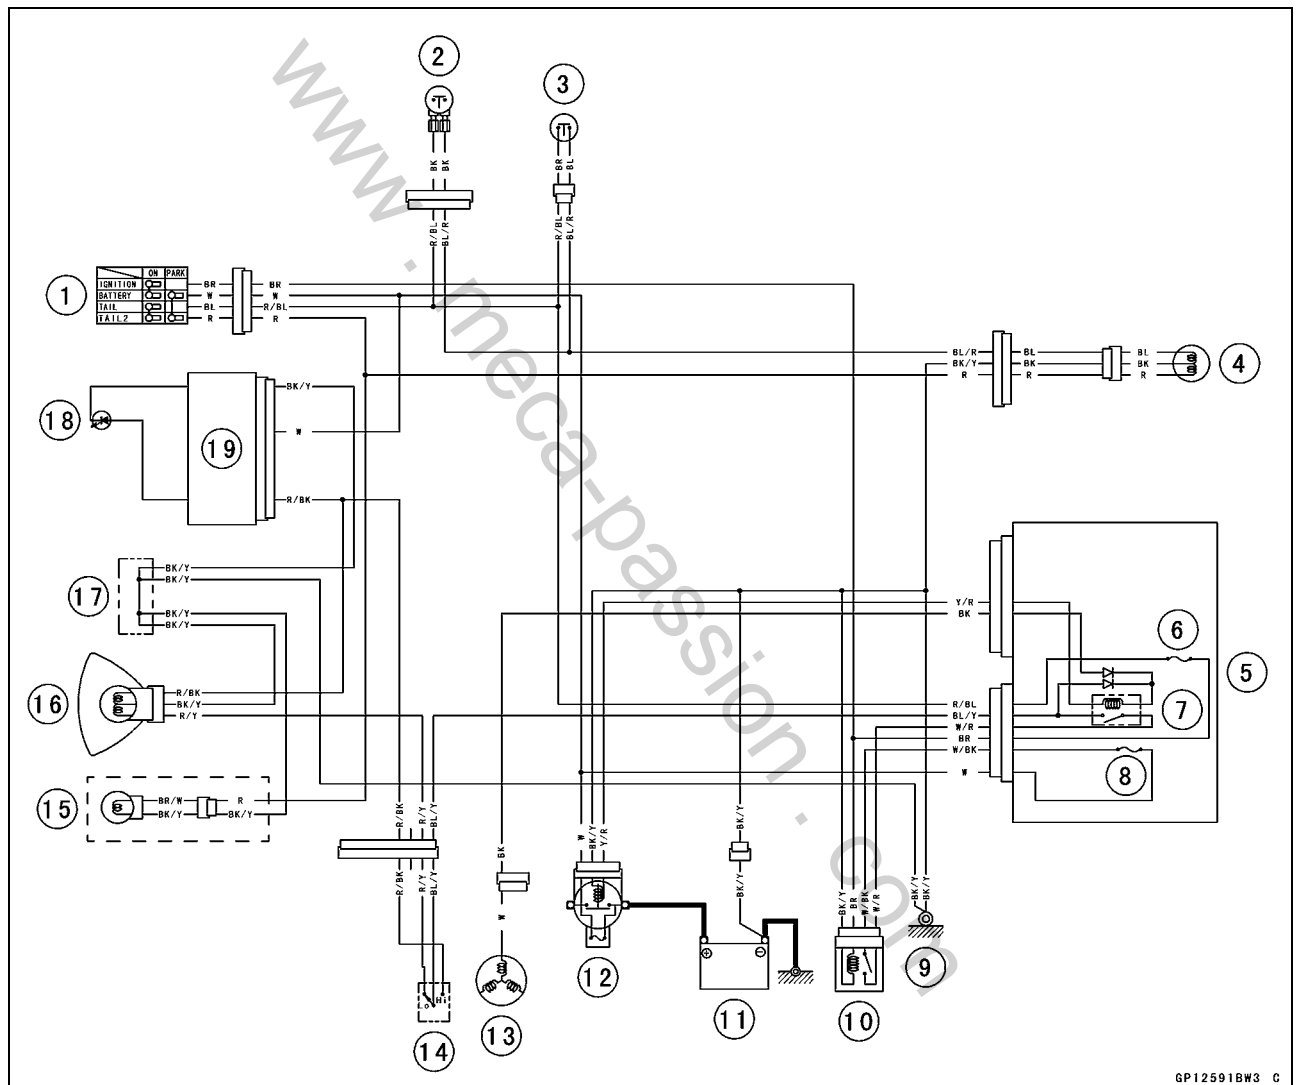 www.meca-passion.com
2
3
BK BK
BR BL
R/BL BL/R
R/BL BL/R
1
ON PARK
IGNITION BR BR
BATTERY W W
TAIL BL R/BL
TAIL2 R R
BL/R BL BL
BK/Y BK BK
R R R
4
18
19
BK/Y
W
R/BK
17
BK/Y
BK/Y
BK/Y
BK/Y
Y/R
BK
6
5
7
16
R/BK
BK/Y
R/Y
R/BL
BL/Y
W/R
BR
W/BK
8
W
15
BR/W R
BK/Y BK/Y
R/BK R/Y BL/Y
BK
W BK/Y Y/R
BK/Y
R/BK R/Y BL/Y
W
BK/Y
BK/Y BR W/BK W/R
BK/Y BK/Y
Lo Hi
14
13
12
11
10
9
GP12591BW3 C